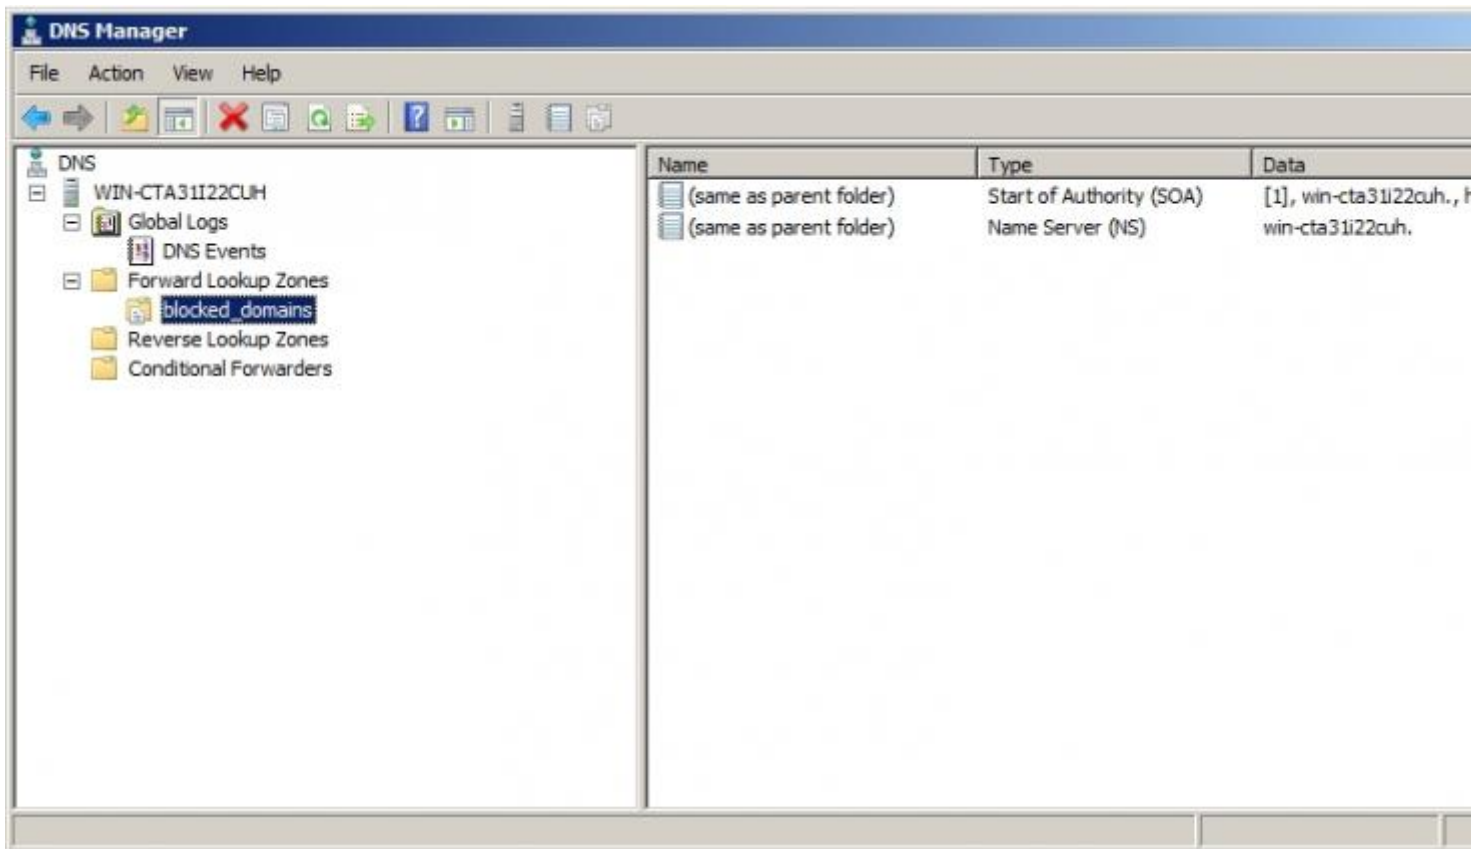 DNS Manager
File Action View Help
DNS
WIN-CTA31I22CUH
Global Logs
DNS Events
Forward Lookup Zones
blocked_domains
Reverse Lookup Zones
Conditional Forwarders
Name Type Data
(same as parent folder) Start of Authority (SOA) [1], win-cta31i22cuh., h
(same as parent folder) Name Server (NS) win-cta31i22cuh.